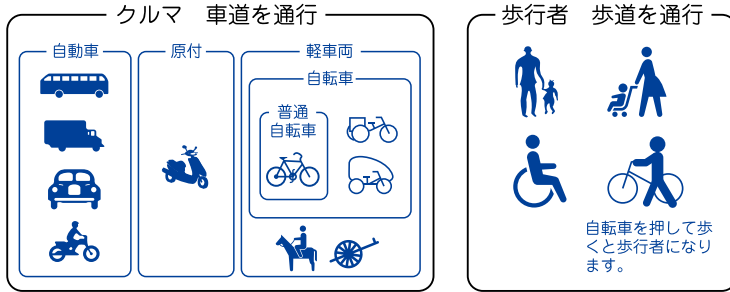 クルマ　車道を通行
歩行者　歩道を通行
自動車
原付
軽車両
自転車
普通
自転車
自転車を押して歩
くと歩行者になり
ます。